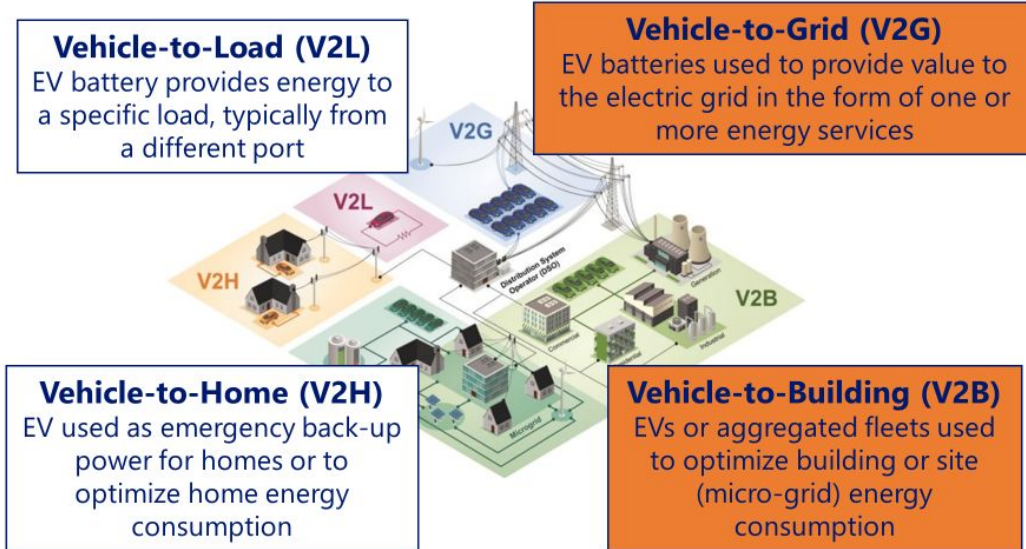 Vehicle-to-Load (V2L)
EV battery provides energy to
a specific load, typically from
a different port
Vehicle-to-Grid (V2G)
EV batteries used to provide value to
the electric grid in the form of one or
more energy services
V2G
V2L
V2H
Distribution System
Operator (DSO)
Generation
V2B
Commercial
Industrial
Microgrid
Vehicle-to-Home (V2H)
EV used as emergency back-up
power for homes or to
optimize home energy
consumption
Vehicle-to-Building (V2B)
EVs or aggregated fleets used
to optimize building or site
(micro-grid) energy
consumption